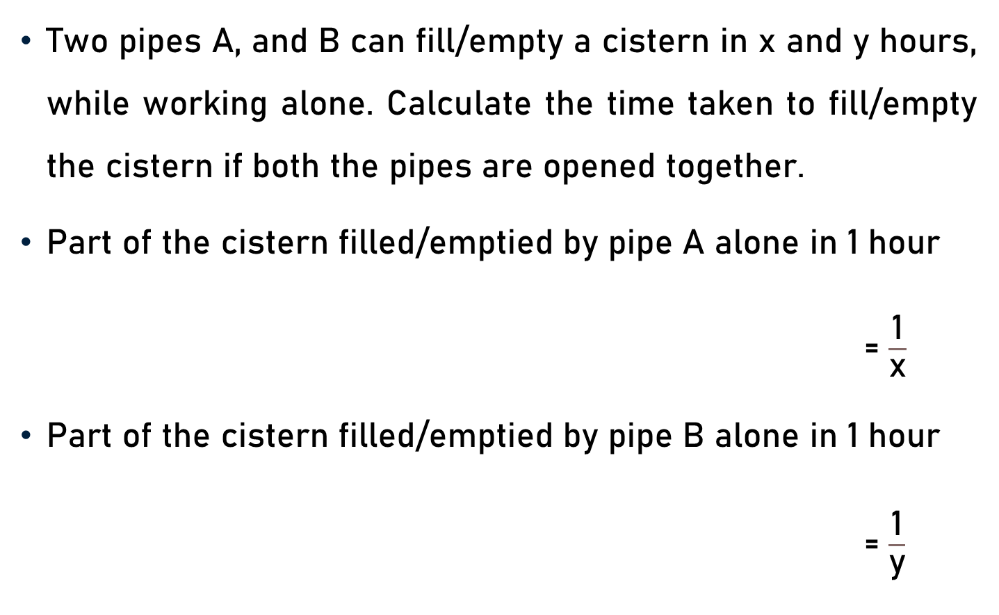 • Two pipes A, and B can fill/empty a cistern in x and y hours,
while working alone. Calculate the time taken to fill/empty
the cistern if both the pipes are opened together.
• Part of the cistern filled/emptied by pipe A alone in 1 hour
= 1/x
• Part of the cistern filled/emptied by pipe B alone in 1 hour
= 1/y